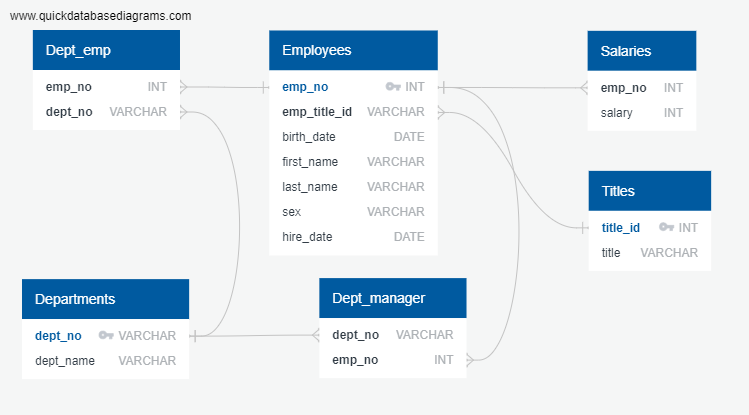 www.quickdatabasediagrams.com
Dept_emp
emp_no INT
dept_no VARCHAR
Employees
emp_no INT
emp_title_id VARCHAR
birth_date DATE
first_name VARCHAR
last_name VARCHAR
sex VARCHAR
hire_date DATE
Salaries
emp_no INT
salary INT
Titles
title_id INT
title VARCHAR
Departments
dept_no VARCHAR
dept_name VARCHAR
Dept_manager
dept_no VARCHAR
emp_no INT